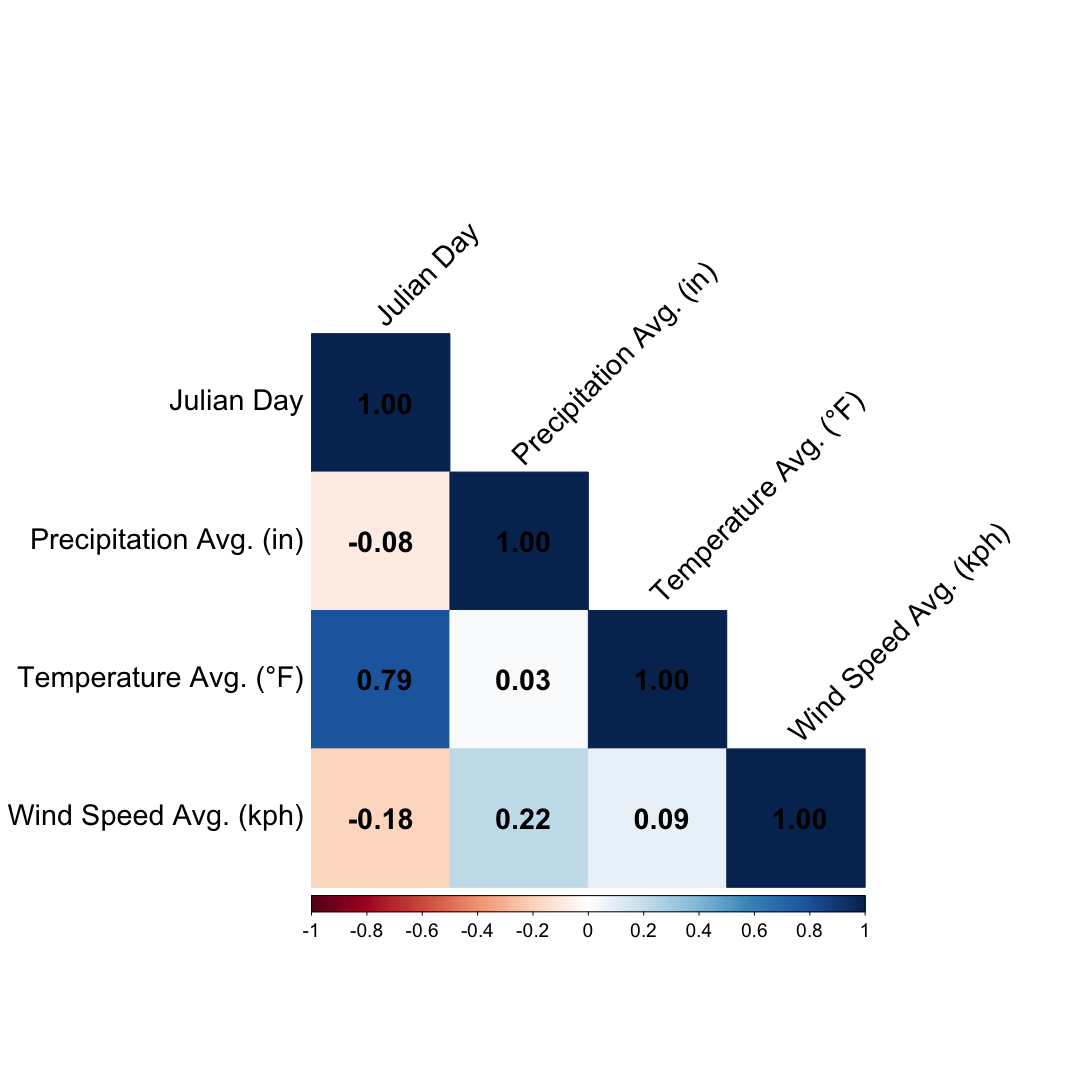 Julian Day
Precipitation Avg. (in)
Temperature Avg. (°F)
Wind Speed Avg. (kph)
Julian Day 1.00
Precipitation Avg. (in) -0.08 1.00
Temperature Avg. (°F) 0.79 0.03 1.00
Wind Speed Avg. (kph) -0.18 0.22 0.09 1.00
-1 -0.8 -0.6 -0.4 -0.2 0 0.2 0.4 0.6 0.8 1